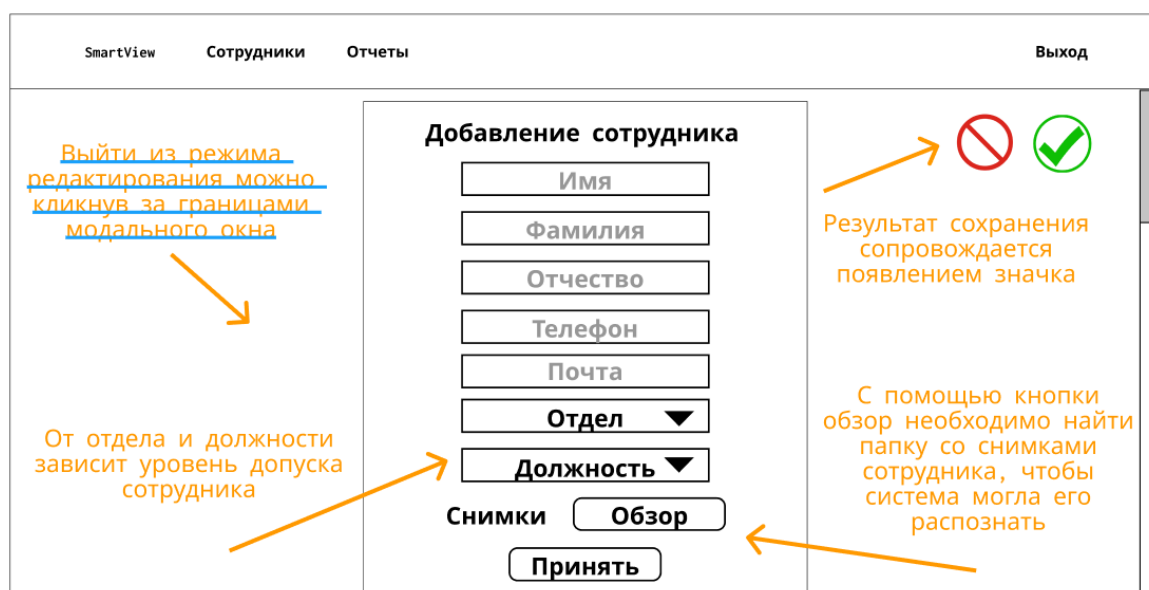 SmartView Сотрудники Отчеты Выход
Выйти из режима
редактирования можно
кликнув за границами
модального окна
Добавление сотрудника
Имя
Фамилия
Отчество
Телефон
Почта
Отдел
Должность
Снимки Обзор
Принять
От отдела и должности
зависит уровень допуска
сотрудника
Результат сохранения
сопровождается
появлением значка
С помощью кнопки
обзор необходимо найти
папку со снимками
сотрудника, чтобы
система могла его
распознать